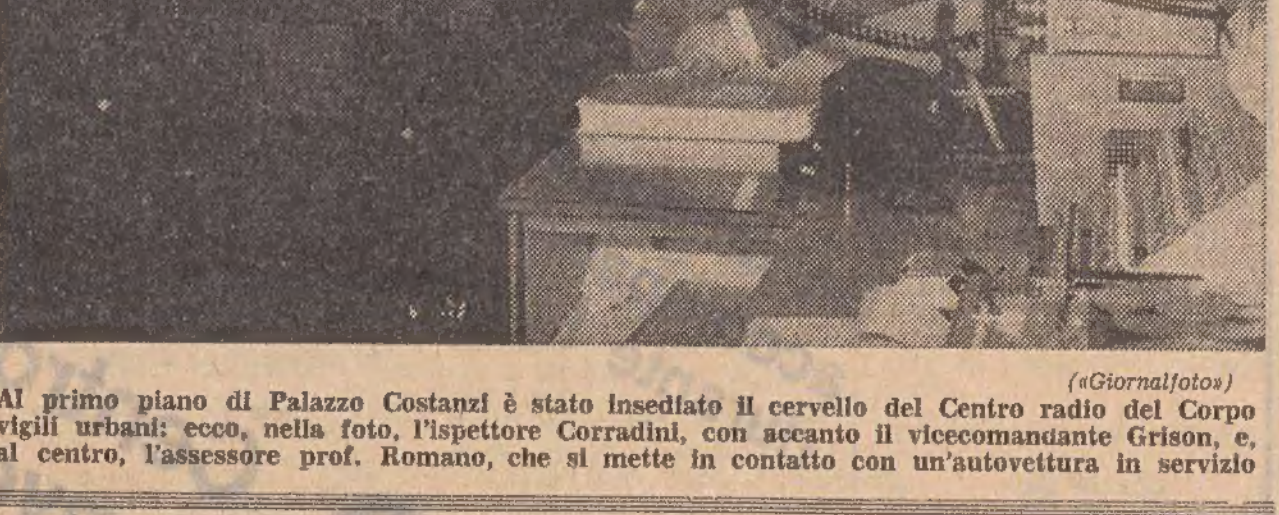 («Giornalfoto»)
Al primo piano di Palazzo Costanzi è stato insediato il cervello del Centro radio del Corpo
vigili urbani: ecco, nella foto, l'ispettore Corradini, con accanto il vicecomandante Grison, e,
al centro, l'assessore prof. Romano, che si mette in contatto con un'autovettura in servizio